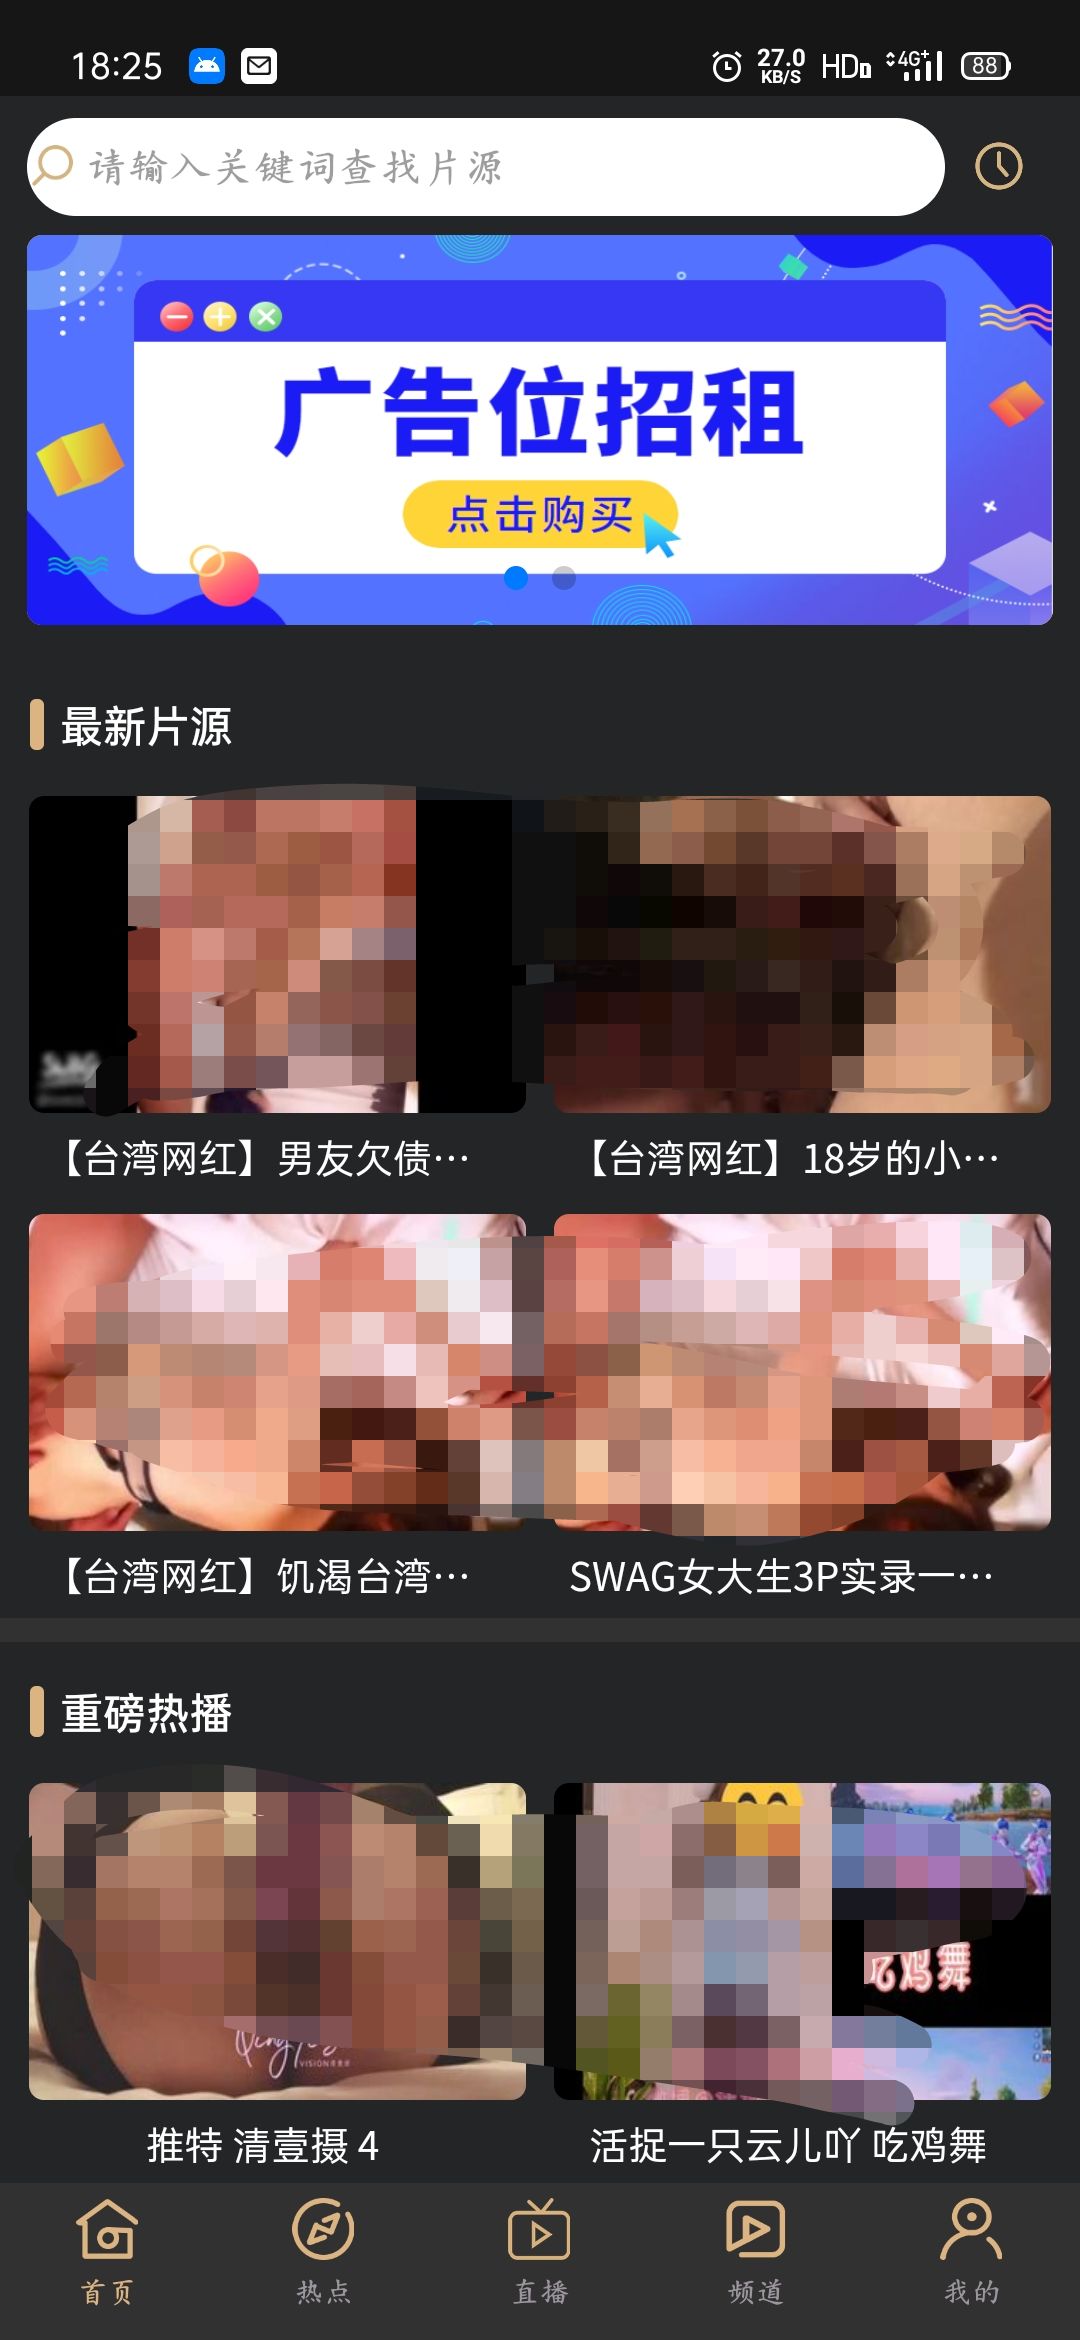 18:25
27.0
KB/S
HD
4G+
88
请输入关键词查找片源
广告位招租
点击购买
最新片源
【台湾网红】男友欠债…
【台湾网红】18岁的小…
【台湾网红】饥渴台湾…
SWAG女大生3P实录一…
重磅热播
VISION
吃鸡舞
推特 清壹摄 4
活捉一只云儿吖 吃鸡舞
首页
热点
直播
频道
我的